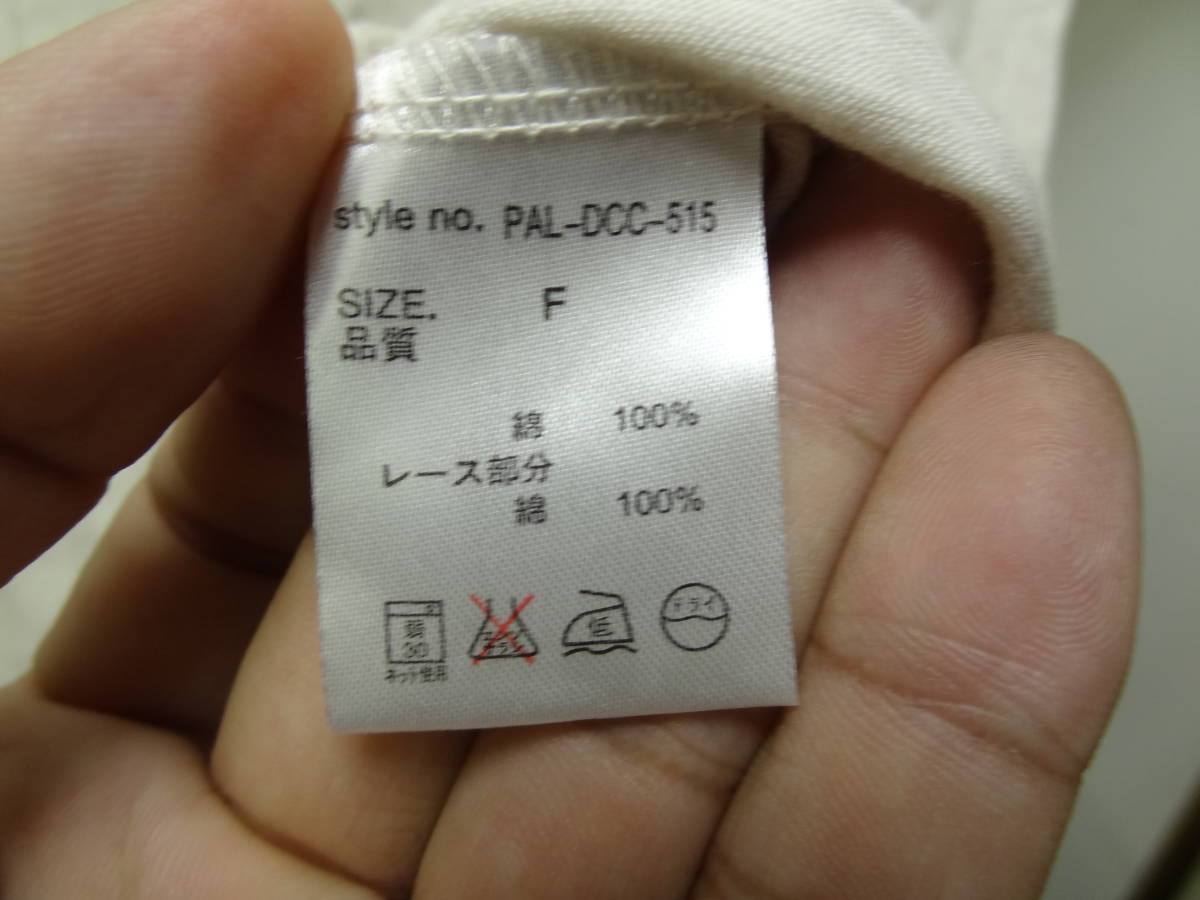 style no. PAL-DCC-515
SIZE. F
品質
綿 100%
レース部分
綿 100%
弱 30 低 ドライ
ネット使用